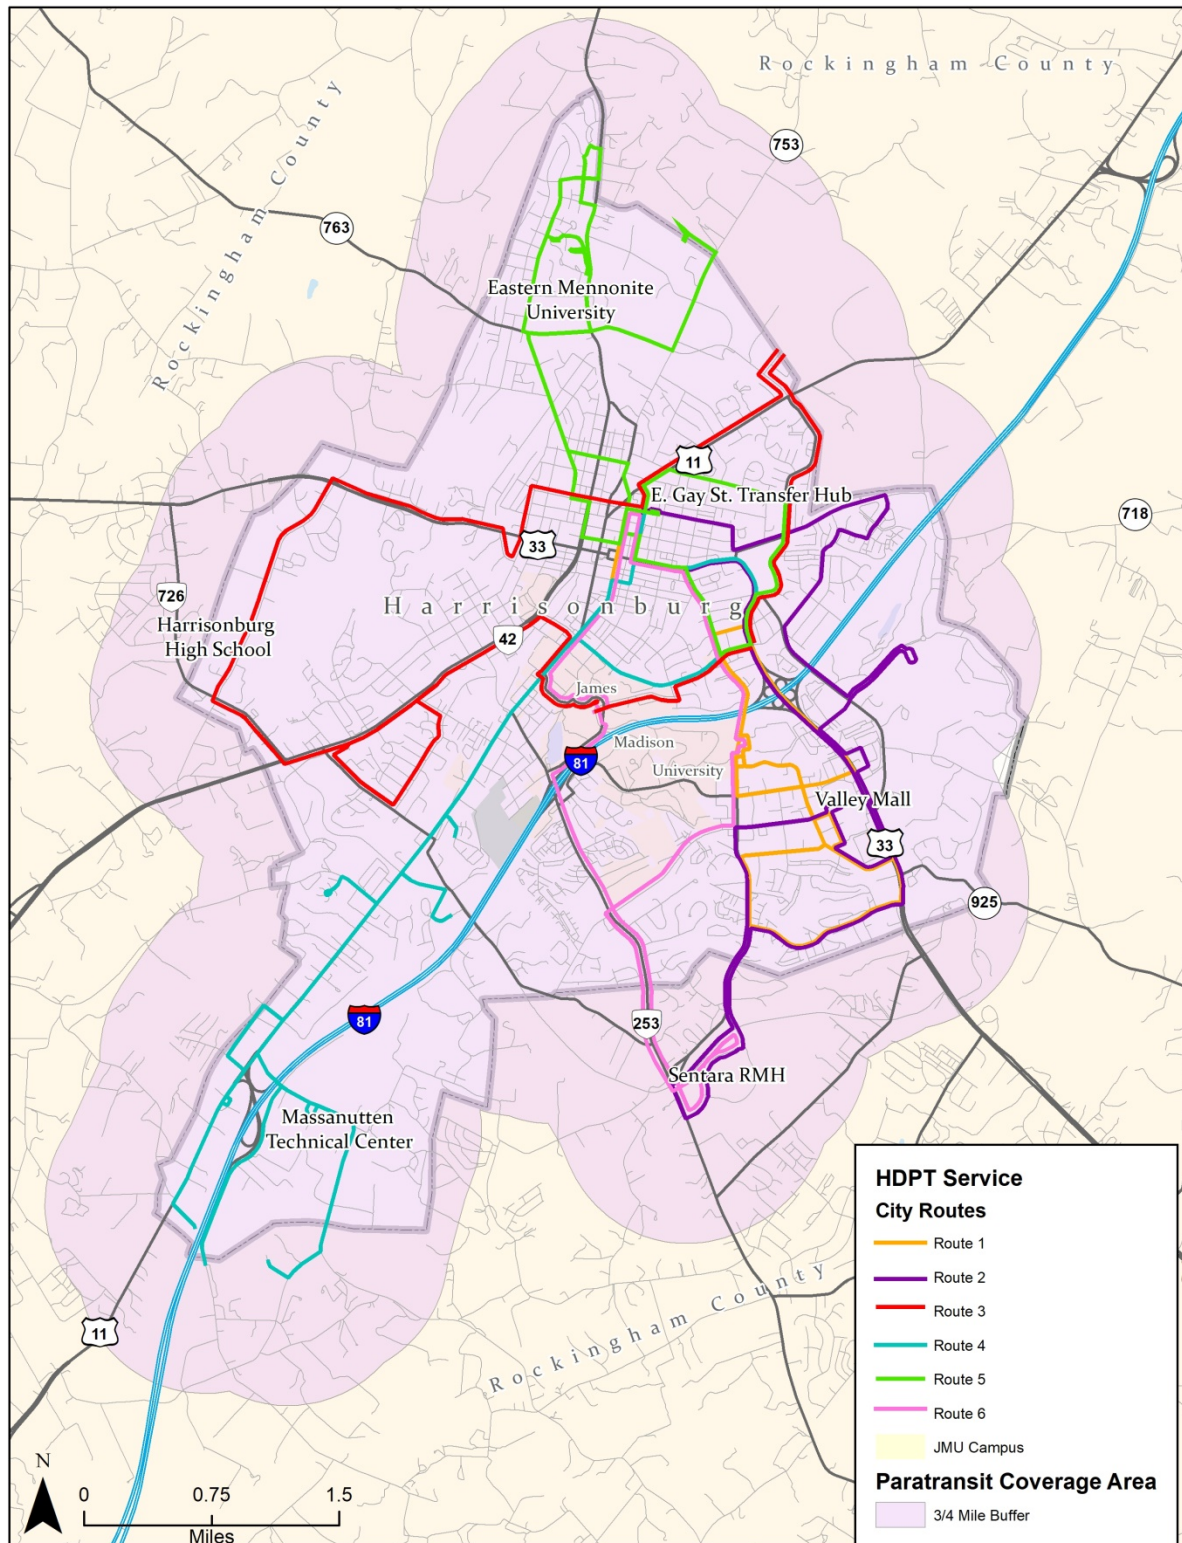 Rockingham County
753
Rockingham County
763
Eastern Mennonite
University
11
E. Gay St. Transfer Hub
718
33
726
Harrisonburg
Harrisonburg
High School
42
James
Madison
University
81
Valley Mall
33
925
81
253
Sentara RMH
Massanutten
Technical Center
Rockingham County
11
N
0 0.75 1.5
Miles
HDPT Service
City Routes
Route 1
Route 2
Route 3
Route 4
Route 5
Route 6
JMU Campus
Paratransit Coverage Area
3/4 Mile Buffer